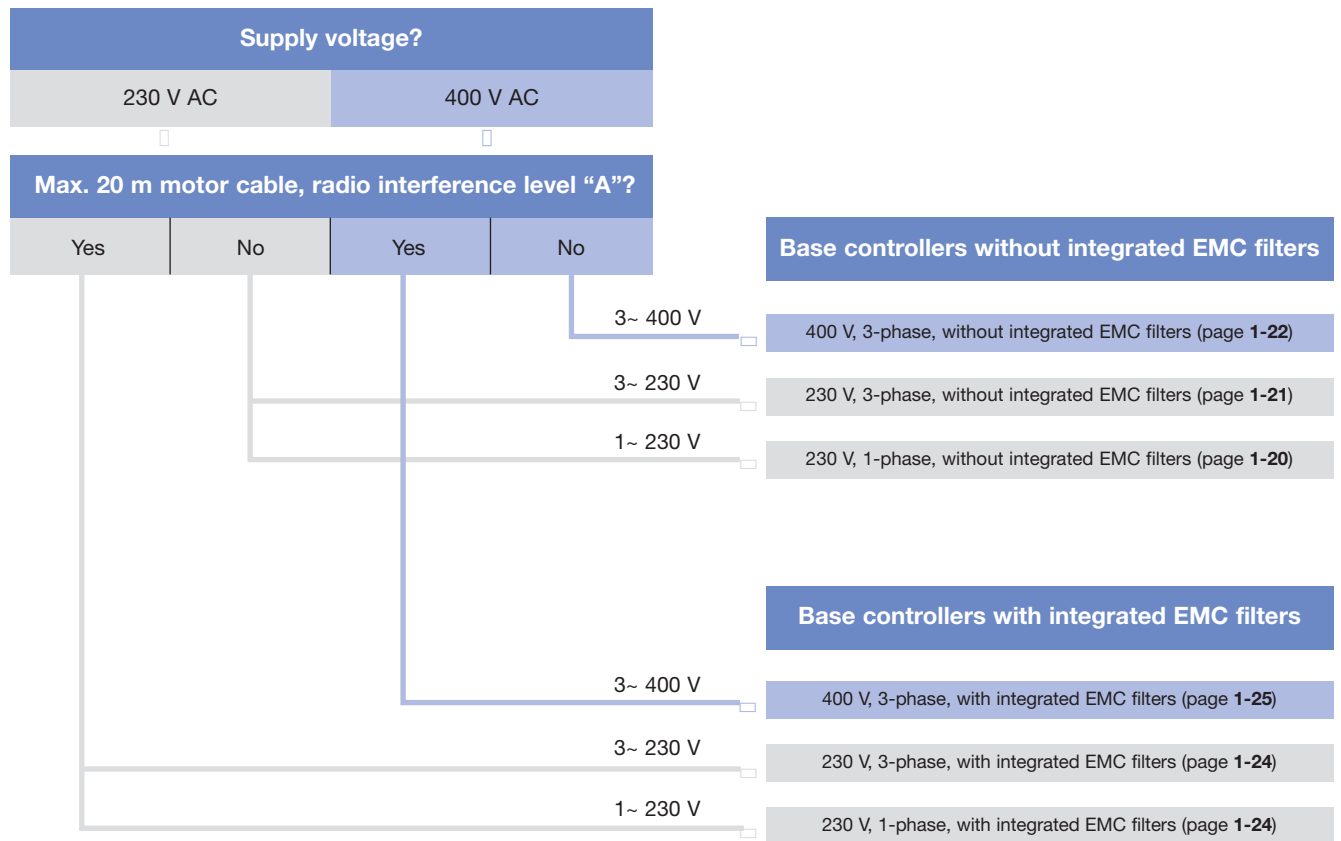 Supply voltage?
230 V AC
400 V AC
Max. 20 m motor cable, radio interference level “A”?
Yes
No
Yes
No
Base controllers without integrated EMC filters
3~ 400 V
400 V, 3-phase, without integrated EMC filters (page 1-22)
3~ 230 V
230 V, 3-phase, without integrated EMC filters (page 1-21)
1~ 230 V
230 V, 1-phase, without integrated EMC filters (page 1-20)
Base controllers with integrated EMC filters
3~ 400 V
400 V, 3-phase, with integrated EMC filters (page 1-25)
3~ 230 V
230 V, 3-phase, with integrated EMC filters (page 1-24)
1~ 230 V
230 V, 1-phase, with integrated EMC filters (page 1-24)